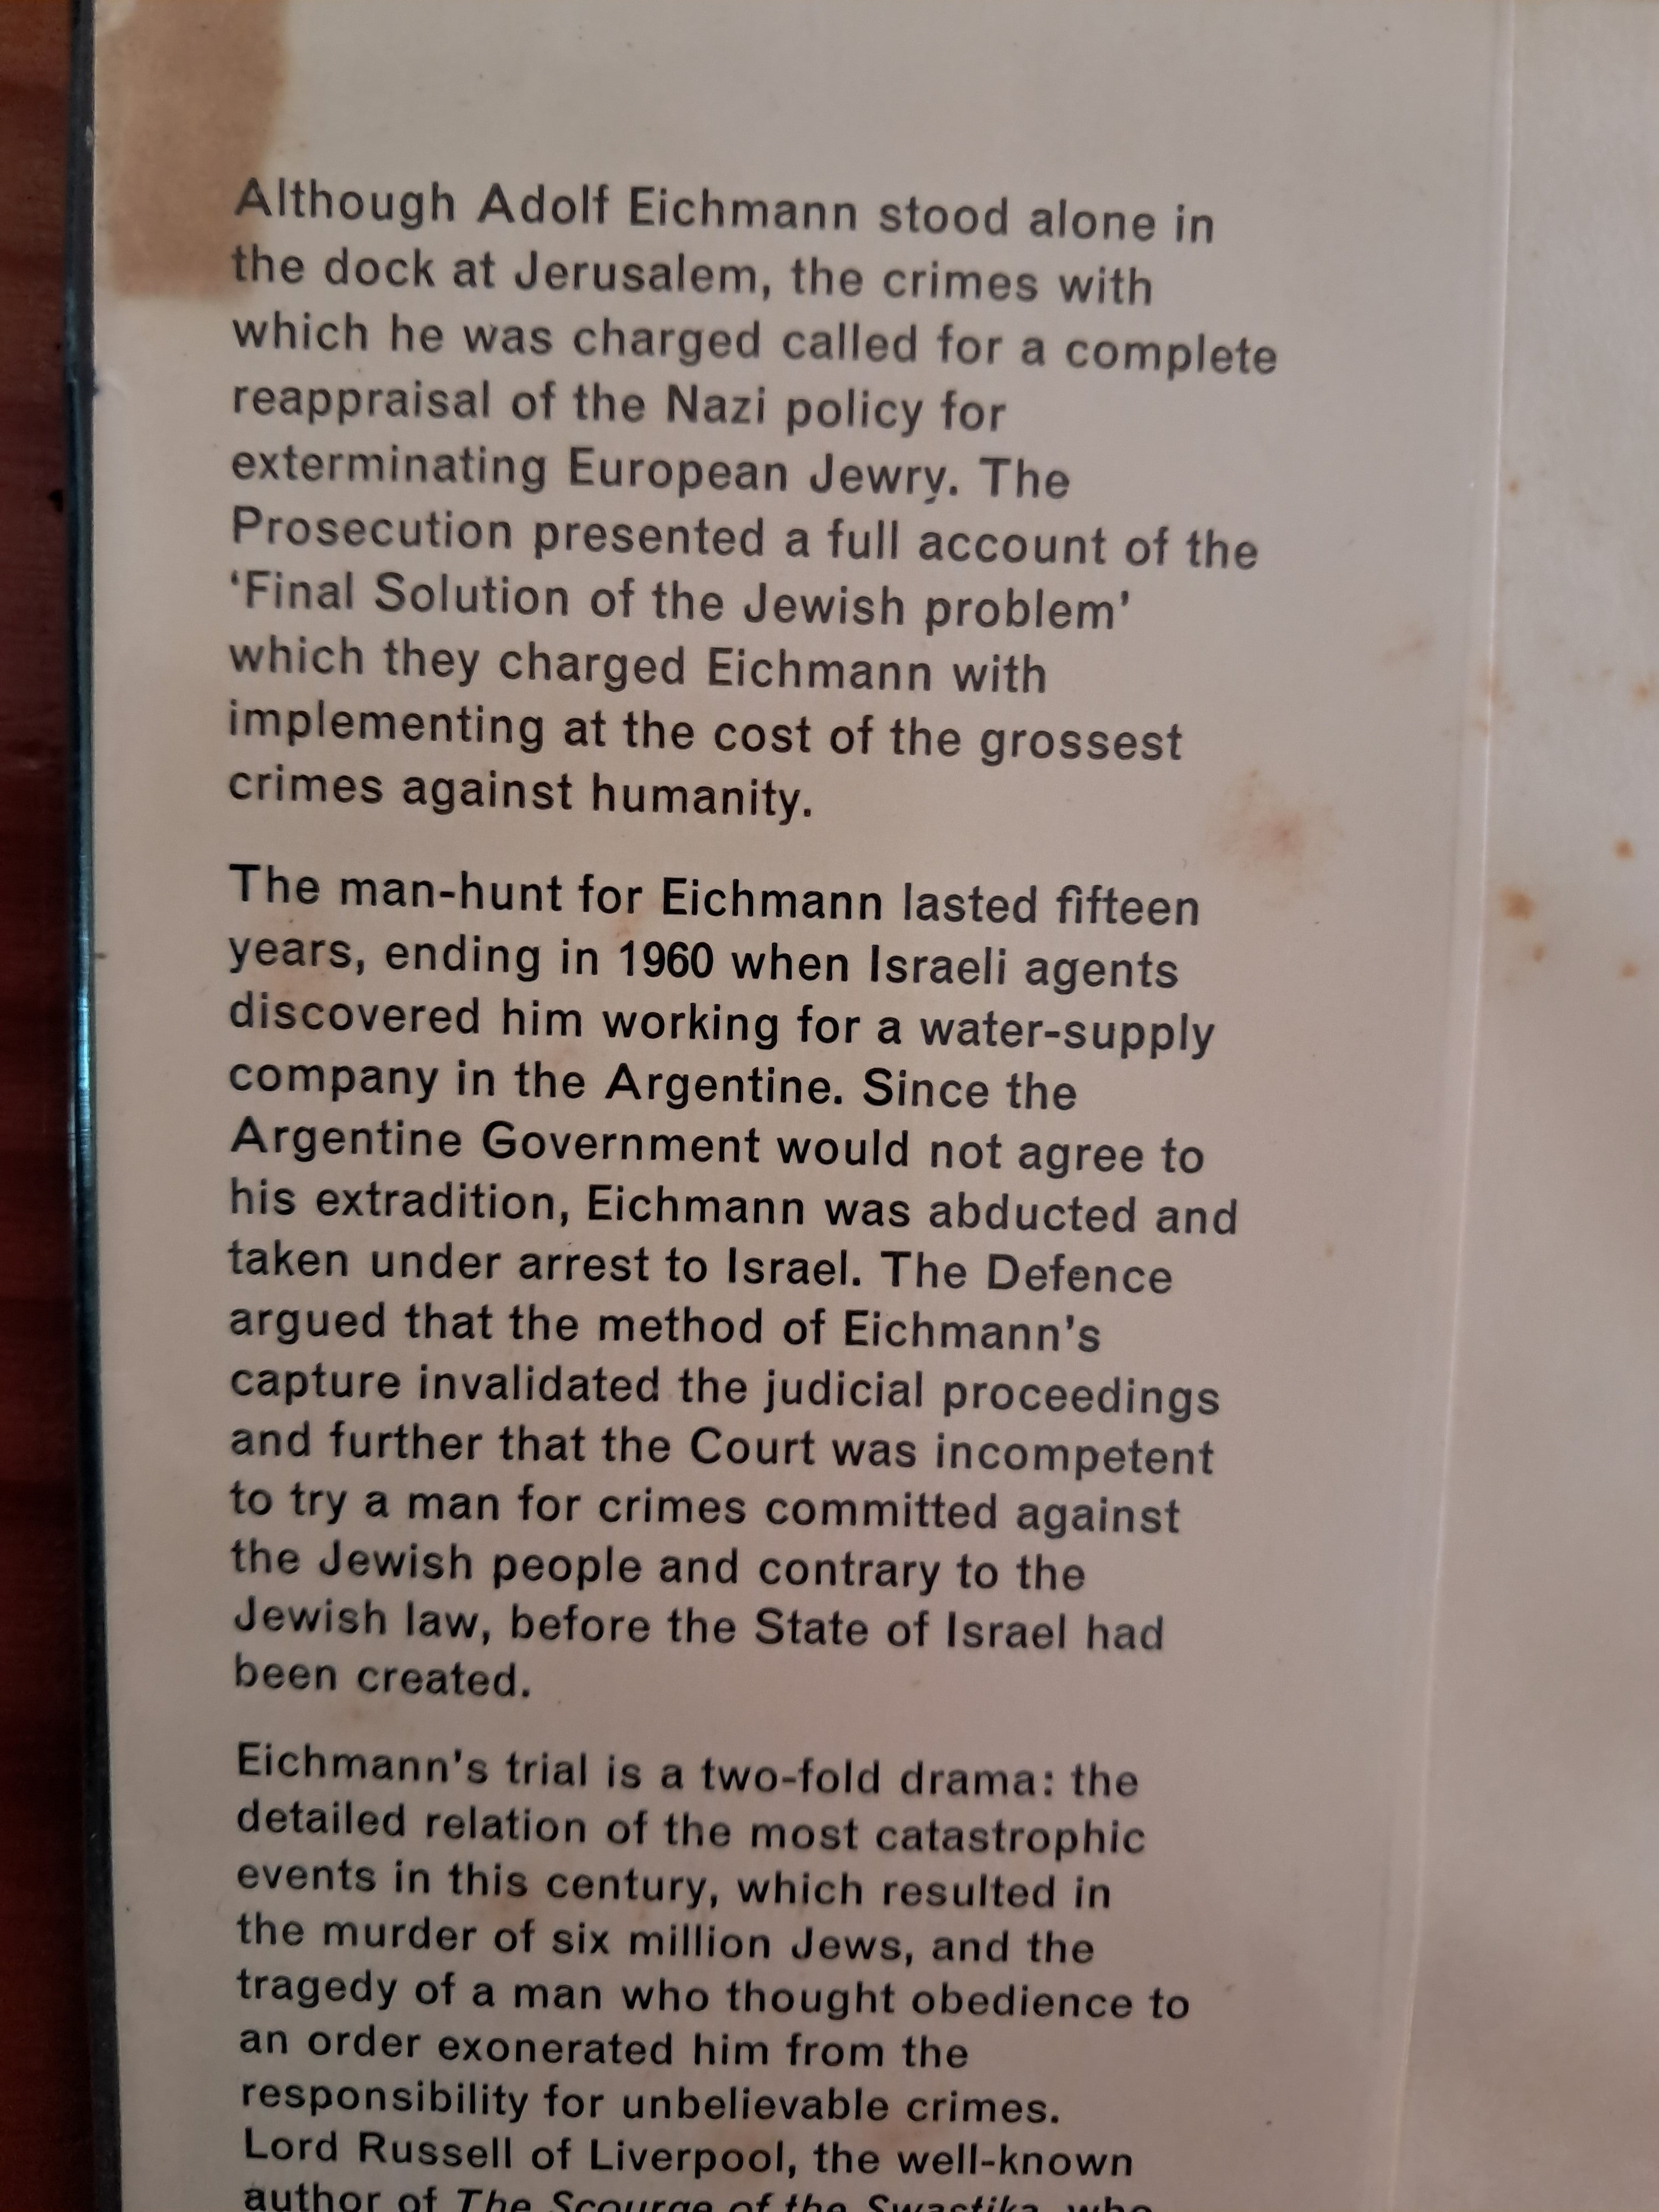 Although Adolf Eichmann stood alone in
the dock at Jerusalem, the crimes with
which he was charged called for a complete
reappraisal of the Nazi policy for
exterminating European Jewry. The
Prosecution presented a full account of the
‘Final Solution of the Jewish problem’
which they charged Eichmann with
implementing at the cost of the grossest
crimes against humanity.
The man-hunt for Eichmann lasted fifteen
years, ending in 1960 when Israeli agents
discovered him working for a water-supply
company in the Argentine. Since the
Argentine Government would not agree to
his extradition, Eichmann was abducted and
taken under arrest to Israel. The Defence
argued that the method of Eichmann's
capture invalidated the judicial proceedings
and further that the Court was incompetent
to try a man for crimes committed against
the Jewish people and contrary to the
Jewish law, before the State of Israel had
been created.
Eichmann's trial is a two-fold drama: the
detailed relation of the most catastrophic
events in this century, which resulted in
the murder of six million Jews, and the
tragedy of a man who thought obedience to
an order exonerated him from the
responsibility for unbelievable crimes.
Lord Russell of Liverpool, the well-known
author of The Scourge of the Swastika, who